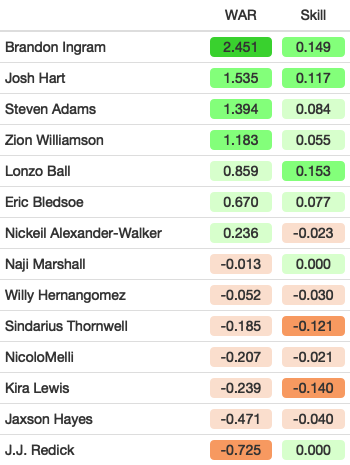 WAR Skill
Brandon Ingram 2.451 0.149
Josh Hart 1.535 0.117
Steven Adams 1.394 0.084
Zion Williamson 1.183 0.055
Lonzo Ball 0.859 0.153
Eric Bledsoe 0.670 0.077
Nickeil Alexander-Walker 0.236 -0.023
Naji Marshall -0.013 0.000
Willy Hernangomez -0.052 -0.030
Sindarius Thornwell -0.185 -0.121
NicoloMelli -0.207 -0.021
Kira Lewis -0.239 -0.140
Jaxson Hayes -0.471 -0.040
J.J. Redick -0.725 0.000